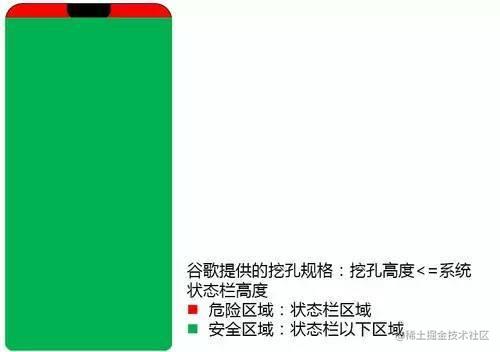 谷歌提供的挖孔规格：挖孔高度<=系统
状态栏高度
危险区域：状态栏区域
安全区域：状态栏以下区域
@稀土掘金技术社区